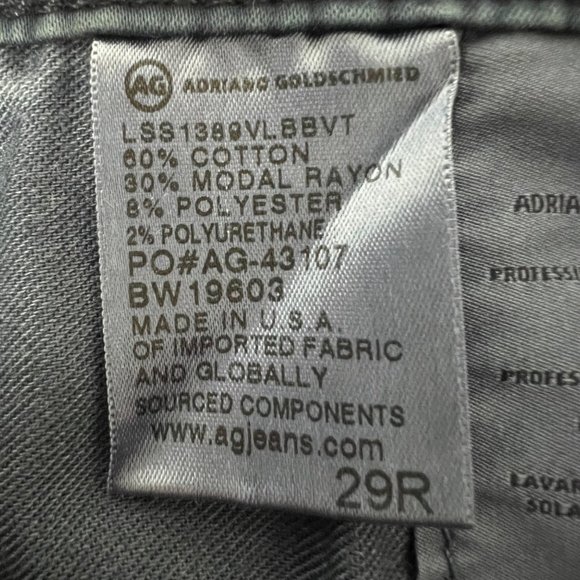 AG ADRIANO GOLDSCHMIED
LSS1389VLBBVT
60% COTTON
30% MODAL RAYON
8% POLYESTER
2% POLYURETHANE
PO#AG-43107
BW19603
MADE IN U.S.A.
OF IMPORTED FABRIC
AND GLOBALLY
SOURCED COMPONENTS
www.agjeans.com
29R
ADRIA
PROFESSI
PROFES
LAVAR
SOLA